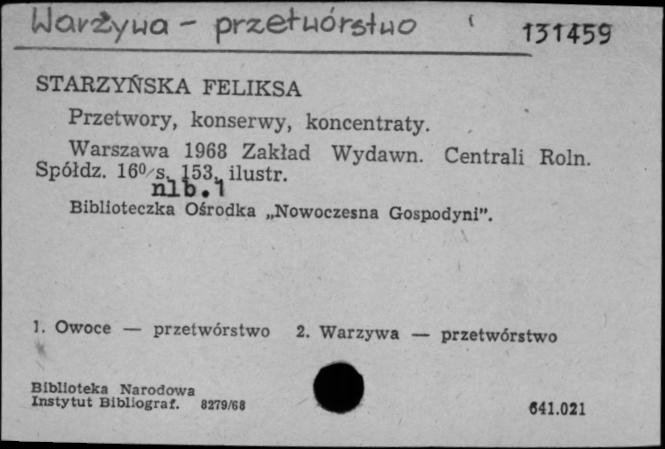 Warzywa - przetwórstwo
131459
STARZYŃSKA FELIKSA
Przetwory, konserwy, koncentraty.
Warszawa 1968 Zakład Wydawn. Centrali Roln.
Spółdz. 16⁰ s. 153, ilustr.
nlb.1
Biblioteczka Ośrodka „Nowoczesna Gospodyni”.
1. Owoce — przetwórstwo 2. Warzywa — przetwórstwo
Biblioteka Narodowa
Instytut Bibliograf. 8279/68
641.021